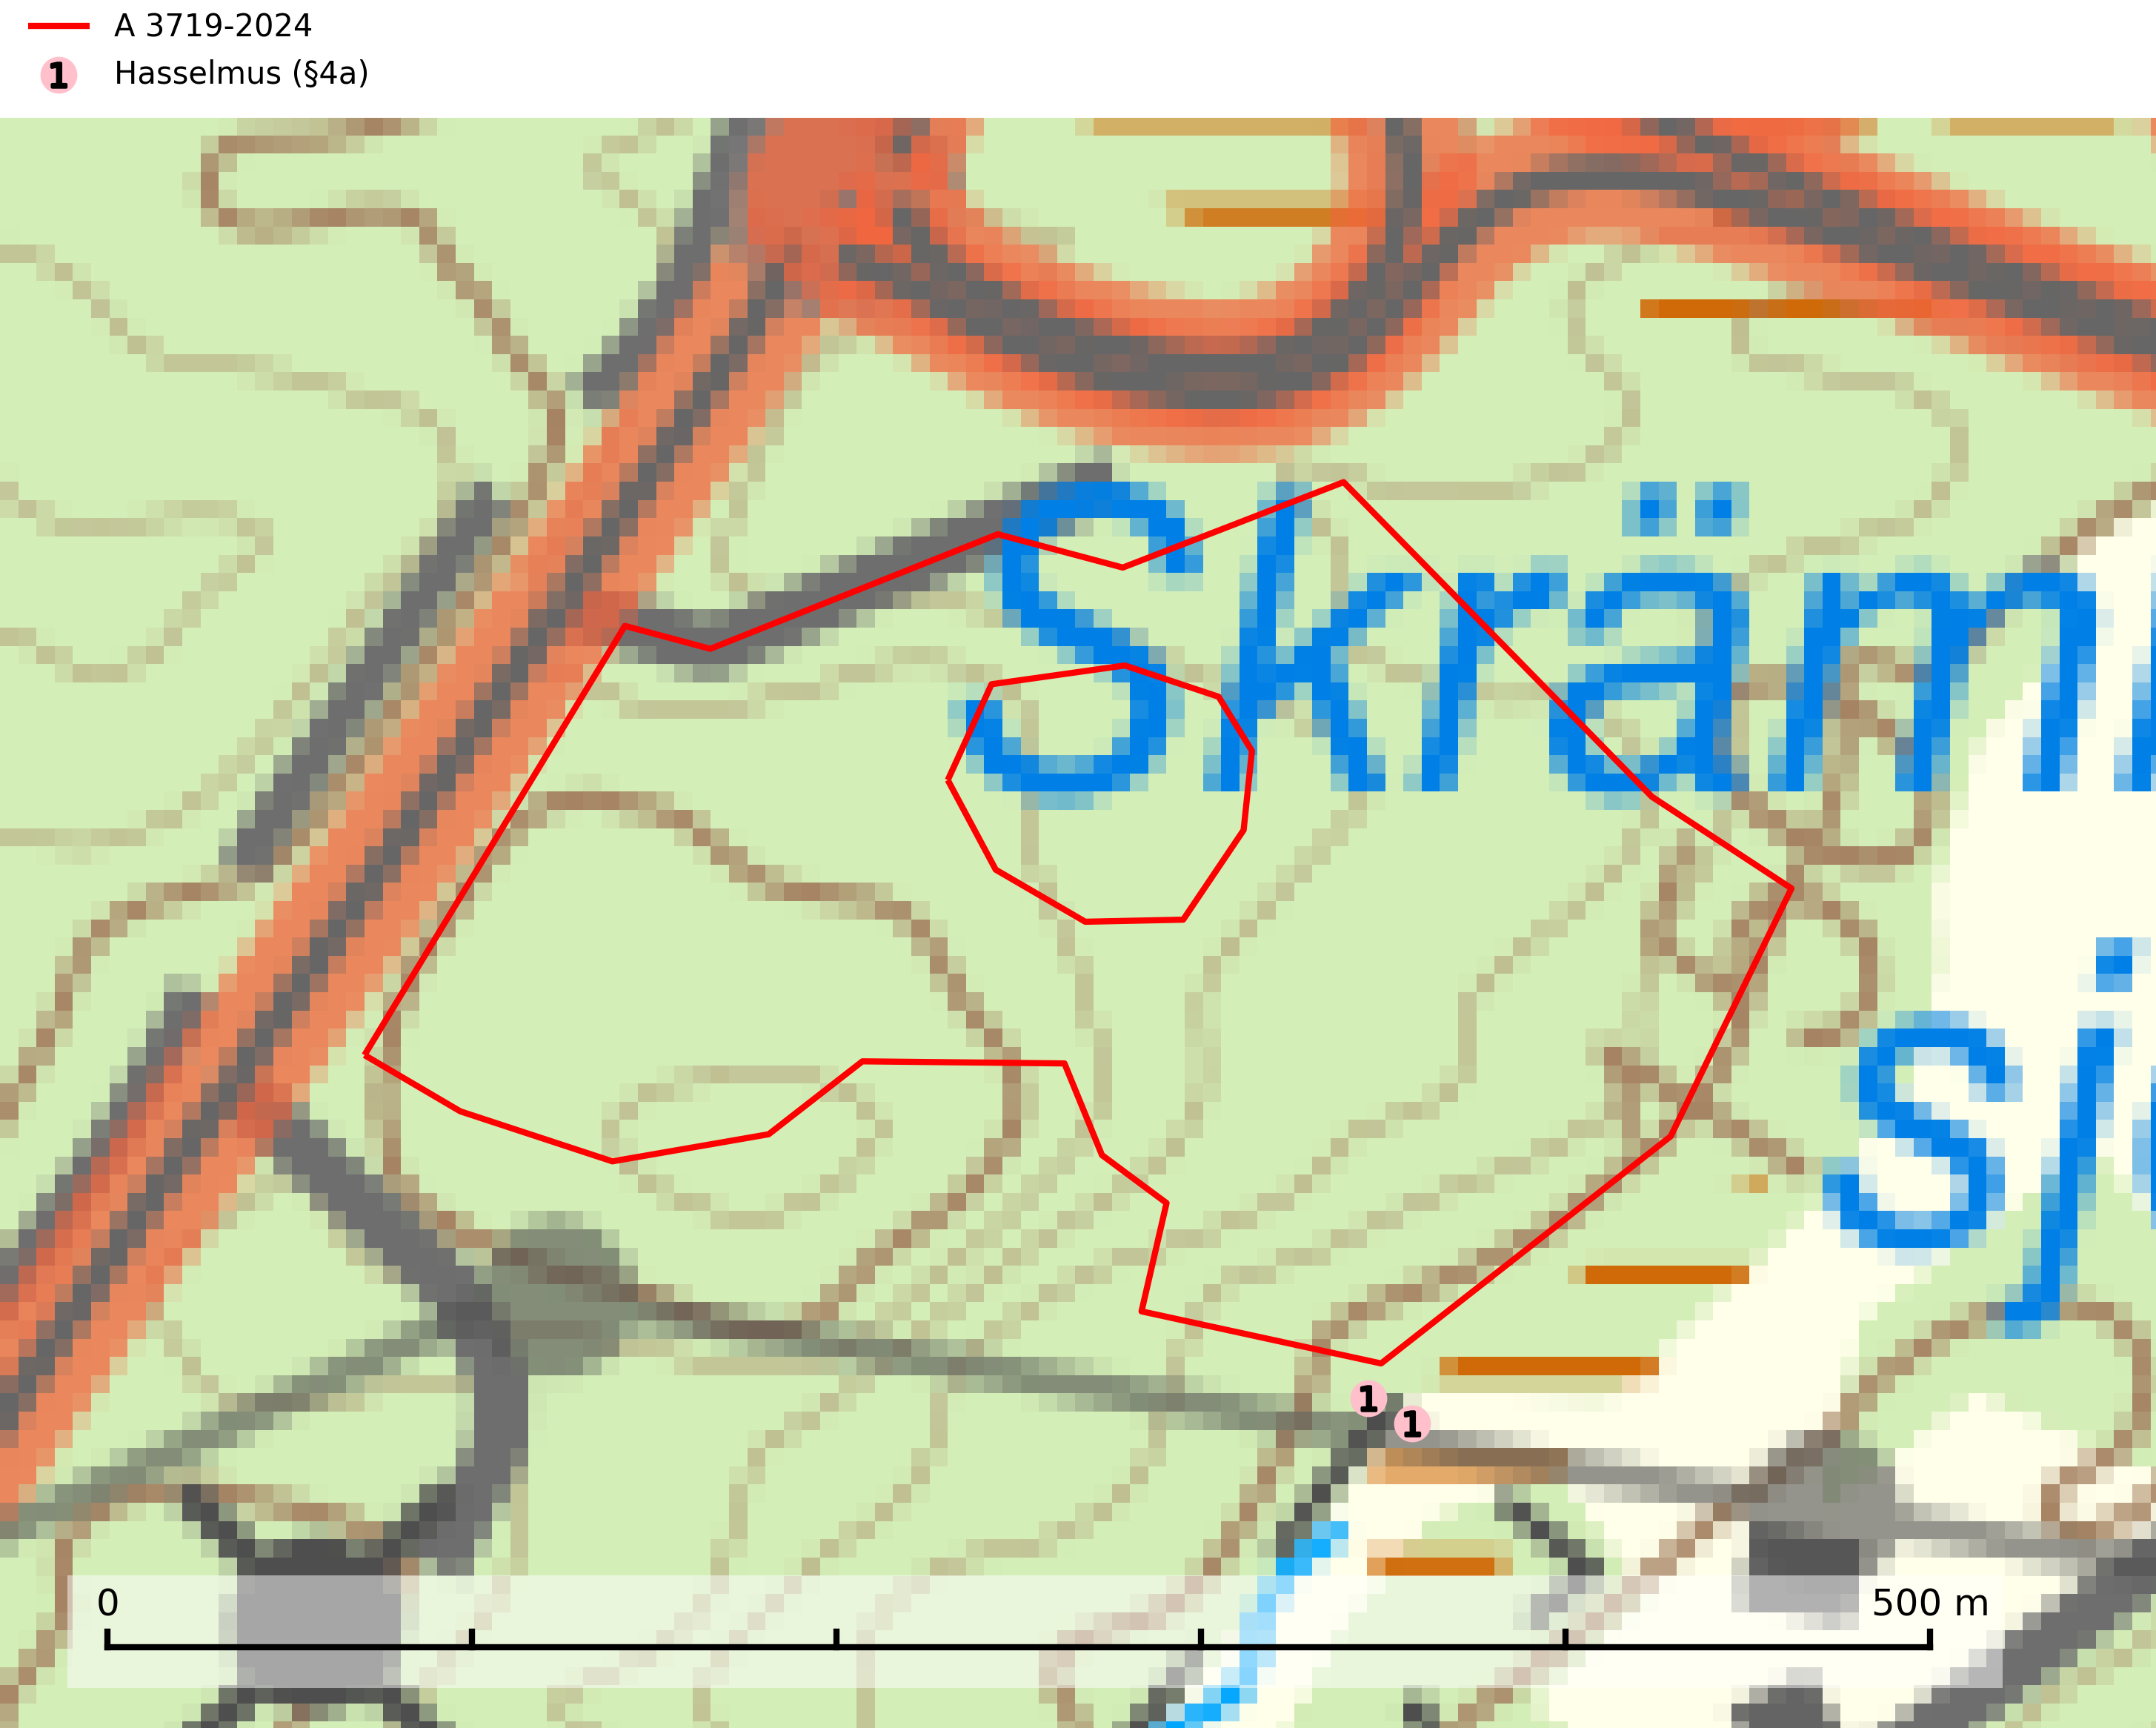 A 3719-2024
1 Hasselmus (§4a)
Skräm
sj
1
1
0 500 m